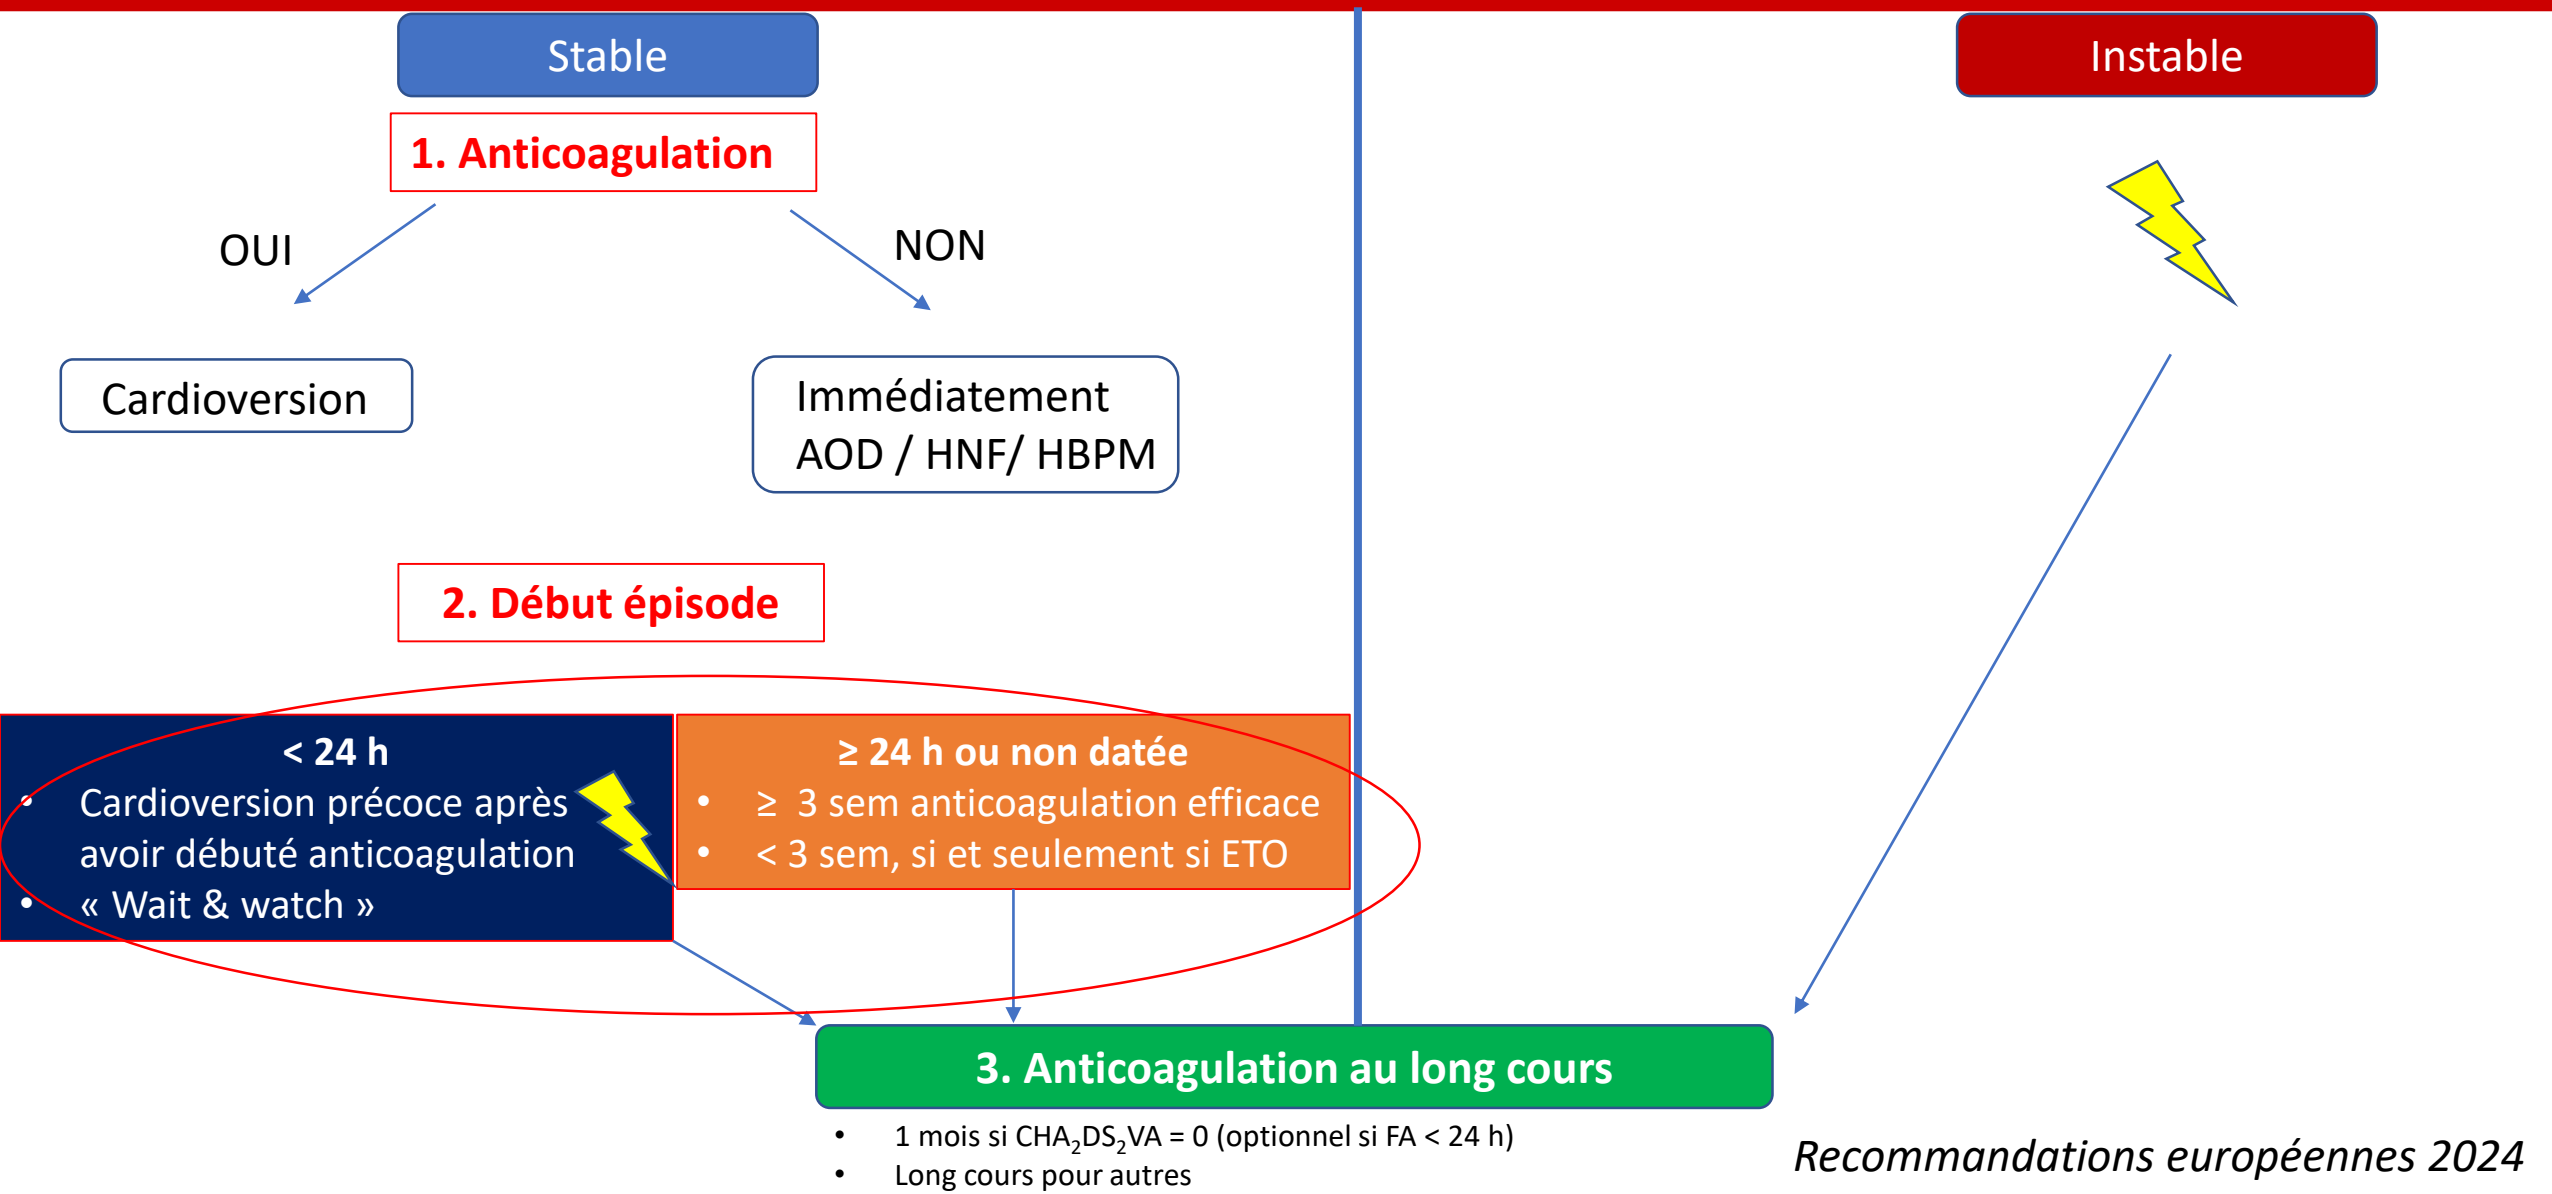 Stable
Instable
1. Anticoagulation
OUI
NON
Cardioversion
Immédiatement
AOD / HNF/ HBPM
2. Début épisode
< 24 h
• Cardioversion précoce après
avoir débuté anticoagulation
• « Wait & watch »
≥ 24 h ou non datée
• ≥ 3 sem anticoagulation efficace
• < 3 sem, si et seulement si ETO
3. Anticoagulation au long cours
• 1 mois si CHA₂DS₂VA = 0 (optionnel si FA < 24 h)
• Long cours pour autres
Recommandations européennes 2024